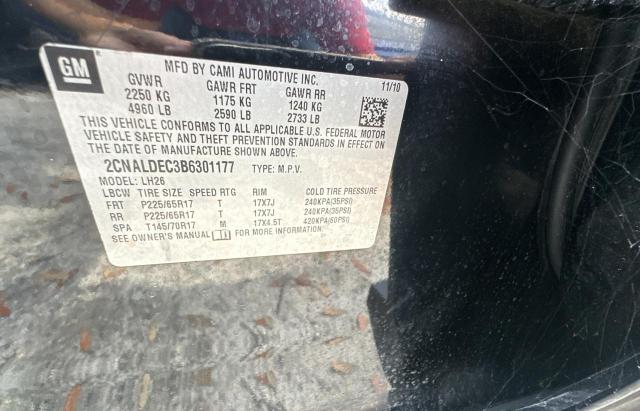 GM
MFD BY CAMI AUTOMOTIVE INC.
11/10
GVWR GAWR FRT GAWR RR
2250 KG 1175 KG 1240 KG
4960 LB 2590 LB 2733 LB
THIS VEHICLE CONFORMS TO ALL APPLICABLE U.S. FEDERAL MOTOR
VEHICLE SAFETY AND THEFT PREVENTION STANDARDS IN EFFECT ON
THE DATE OF MANUFACTURE SHOWN ABOVE.
2CNALDEC3B6301177 TYPE: M.P.V.
MODEL: LH26
LBCW TIRE SIZE SPEED RTG RIM COLD TIRE PRESSURE
FRT P225/65R17 T 17X7J 240KPA(35PSI)
RR P225/65R17 T 17X7J 240KPA(35PSI)
SPA T145/70R17 M 17X4.5T 420KPA(60PSI)
SEE OWNER'S MANUAL FOR MORE INFORMATION.